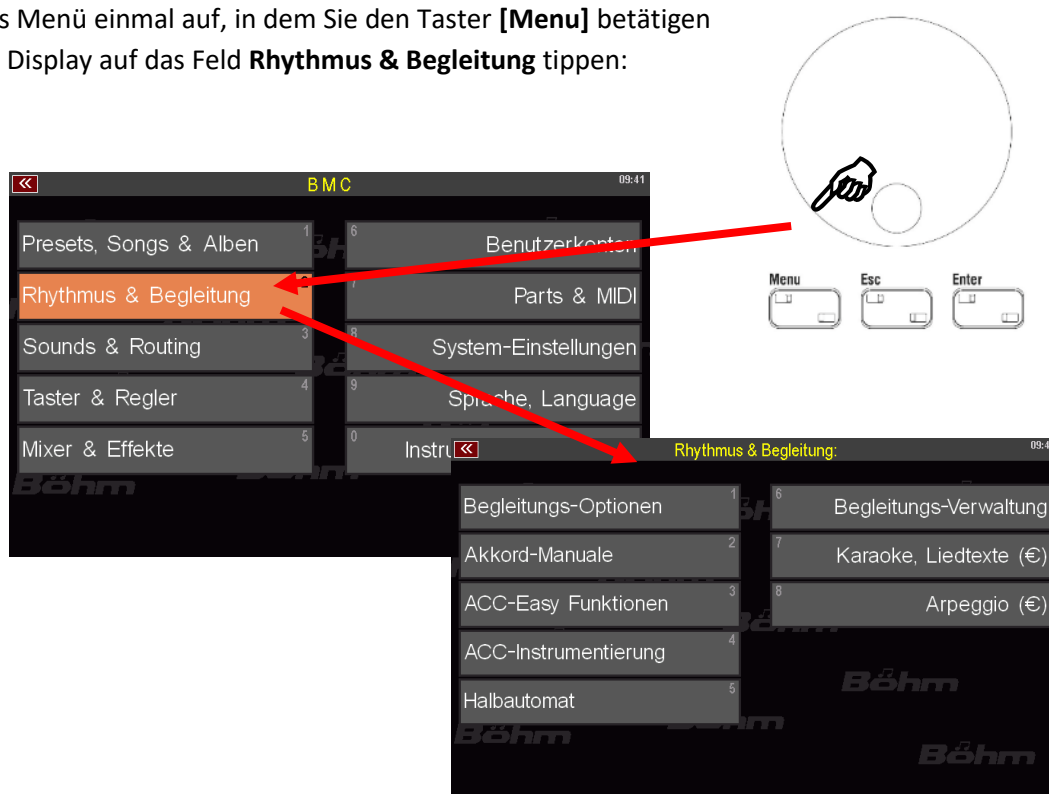 s Menü einmal auf, in dem Sie den Taster [Menu] betätigen
Display auf das Feld Rhythmus & Begleitung tippen:
BMC
09:41
Presets, Songs & Alben 1
6 Benutzerkonten
Rhythmus & Begleitung
7 Parts & MIDI
Sounds & Routing 3
8 System-Einstellungen
Taster & Regler 4
9 Sprache, Language
Mixer & Effekte 5
0 Instru
Böhm
Menu Esc Enter
Rhythmus & Begleitung:
09:4
Begleitungs-Optionen 1
6 Begleitungs-Verwaltung
Akkord-Manuale 2
7 Karaoke, Liedtexte (€)
ACC-Easy Funktionen 3
8 Arpeggio (€)
ACC-Instrumentierung 4
Halbautomat 5
Böhm
Böhm
Böhm